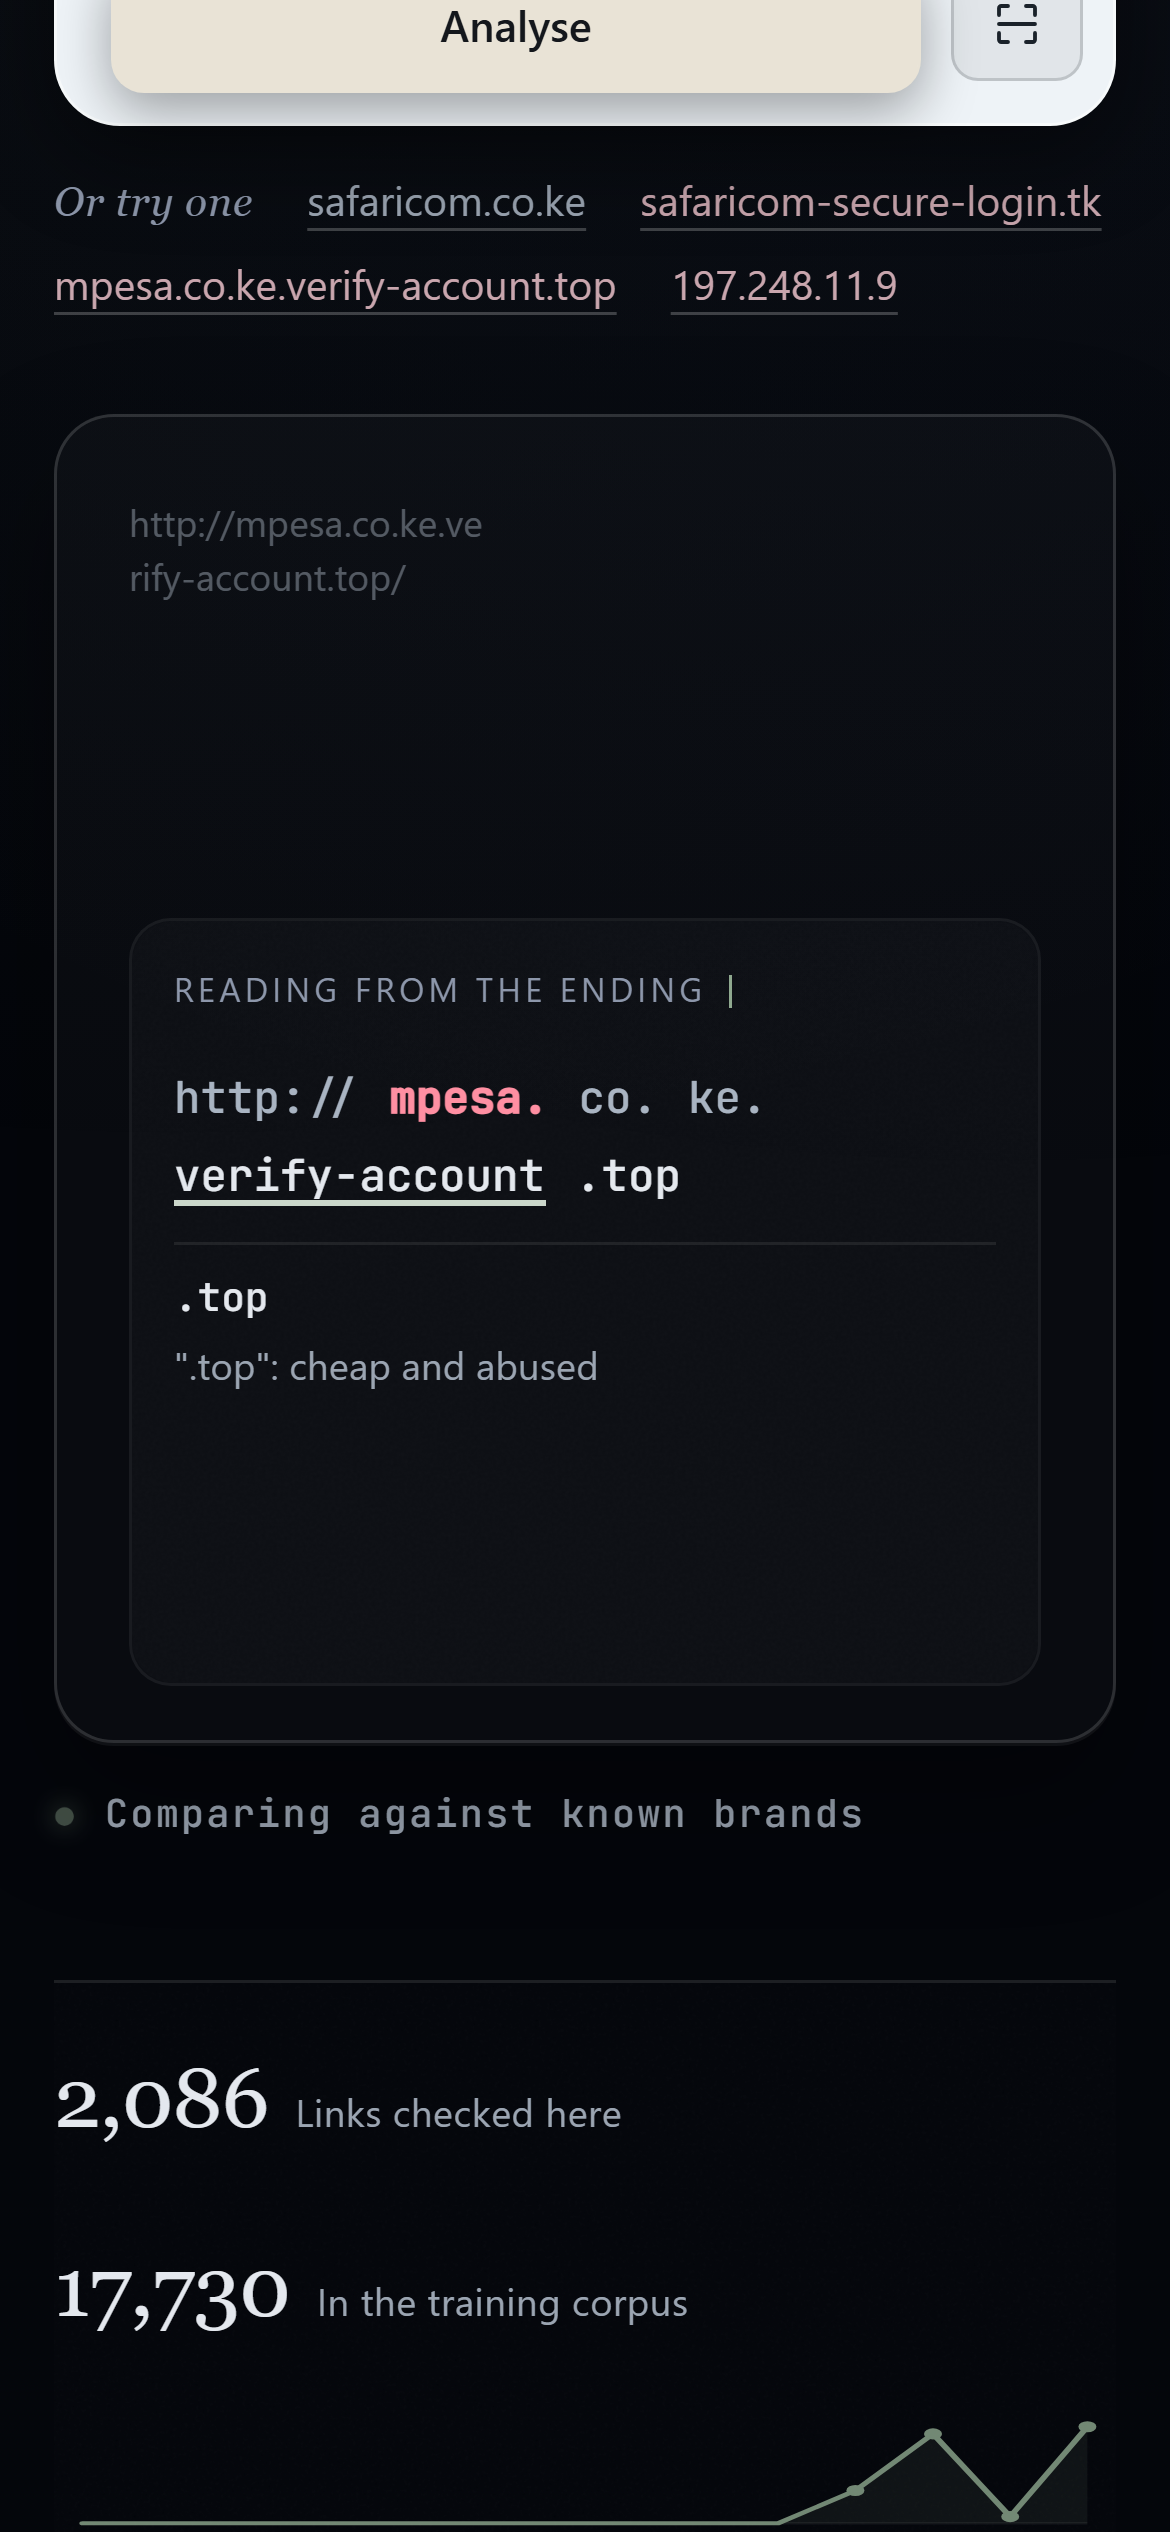 Analyse
Or try one safaricom.co.ke safaricom-secure-login.tk
mpesa.co.ke.verify-account.top 197.248.11.9
http://mpesa.co.ke.ve
rify-account.top/
READING FROM THE ENDING
http:// mpesa. co. ke.
verify-account .top
.top
".top": cheap and abused
Comparing against known brands
2,086 Links checked here
17,730 In the training corpus